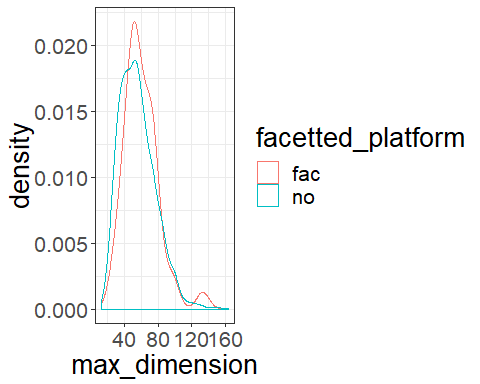 0.020
0.015
0.010
0.005
0.000
density
40 80 120 160
max_dimension
facetted_platform
fac
no